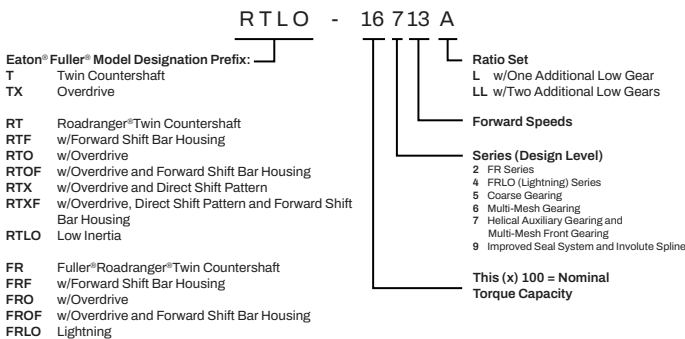 RTLO - 16 7 13 A
Eaton® Fuller® Model Designation Prefix:
T Twin Countershaft
TX Overdrive
RT Roadranger®Twin Countershaft
RTF w/Forward Shift Bar Housing
RTO w/Overdrive
RTOF w/Overdrive and Forward Shift Bar Housing
RTX w/Overdrive and Direct Shift Pattern
RTXF w/Overdrive, Direct Shift Pattern and Forward Shift
Bar Housing
RTLO Low Inertia
FR Fuller®Roadranger®Twin Countershaft
FRF w/Forward Shift Bar Housing
FRO w/Overdrive
FROF w/Overdrive and Forward Shift Bar Housing
FRLO Lightning
Ratio Set
L w/One Additional Low Gear
LL w/Two Additional Low Gears
Forward Speeds
Series (Design Level)
2 FR Series
4 FRLO (Lightning) Series
5 Coarse Gearing
6 Multi-Mesh Gearing
7 Helical Auxiliary Gearing and
Multi-Mesh Front Gearing
9 Improved Seal System and Involute Spline
This (x) 100 = Nominal
Torque Capacity